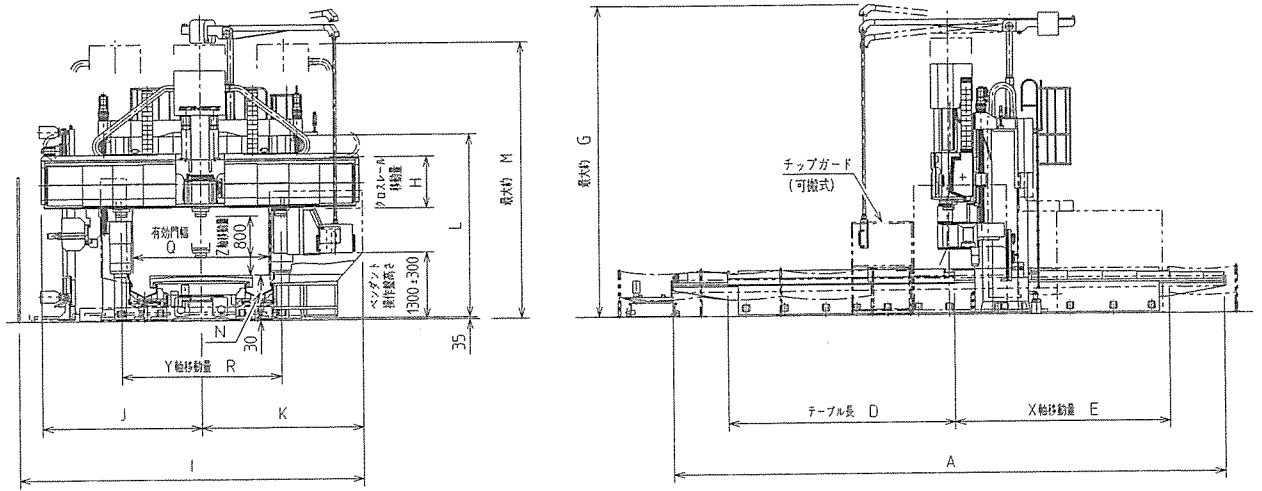 クロスレール
移動量 H
有効門幅
Q
Z軸移動量
800
L
最大約 M
ペンダント
操作盤高さ
1300 ±300
N
30
35
Y軸移動量 R
J
K
I
最大約 G
チップガード
(可搬式)
テーブル長 D
X軸移動量 E
A